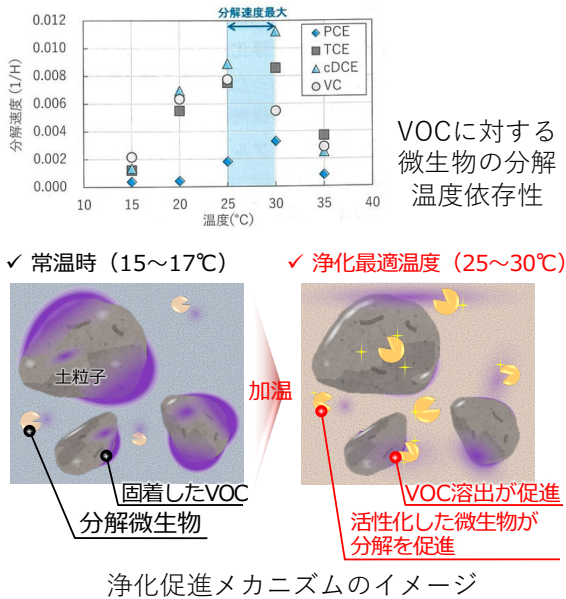 分解速度最大
0.012
0.010
0.008
0.006
0.004
0.002
0.000
分解速度 (1/H)
10
15
20
25
30
35
40
温度(℃)
PCE
TCE
cDCE
VC
VOCに対する
微生物の分解
温度依存性
✓ 常温時（15～17℃）
✓ 浄化最適温度（25～30℃）
土粒子
加温
固着したVOC
分解微生物
VOC溶出が促進
活性化した微生物が
分解を促進
浄化促進メカニズムのイメージ